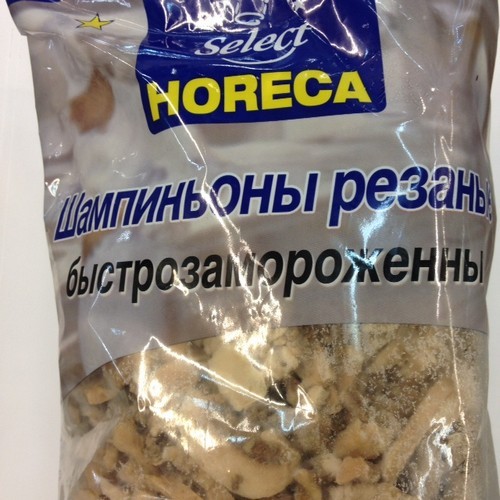 Select
HORECA
Шампиньоны резаны
быстрозамороженны